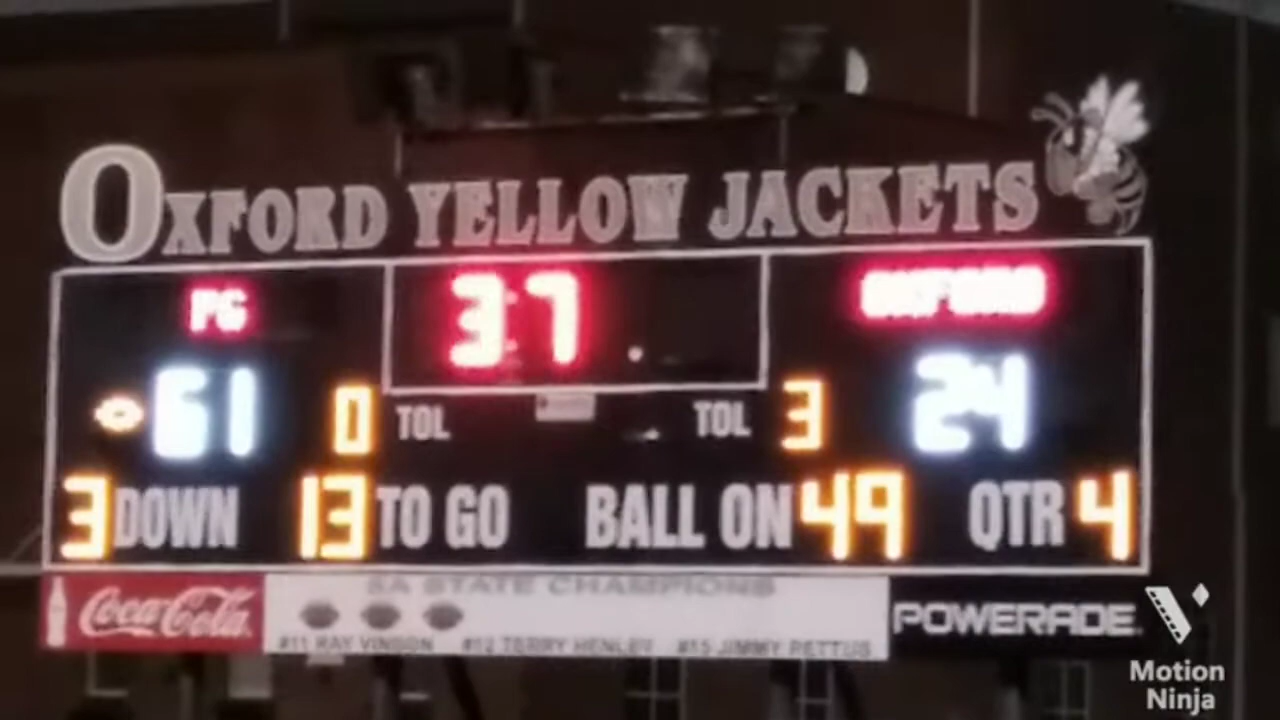 OXFORD YELLOW JACKETS
PG 37 OXFORD
61 0 TOL TOL 3 24
3 DOWN 13 TO GO BALL ON 49 QTR 4
Coca-Cola 5A STATE CHAMPIONS POWERADE
#11 RAY VINSON #12 TERRY HENLEY #15 JIMMY PETTUS
Motion
Ninja